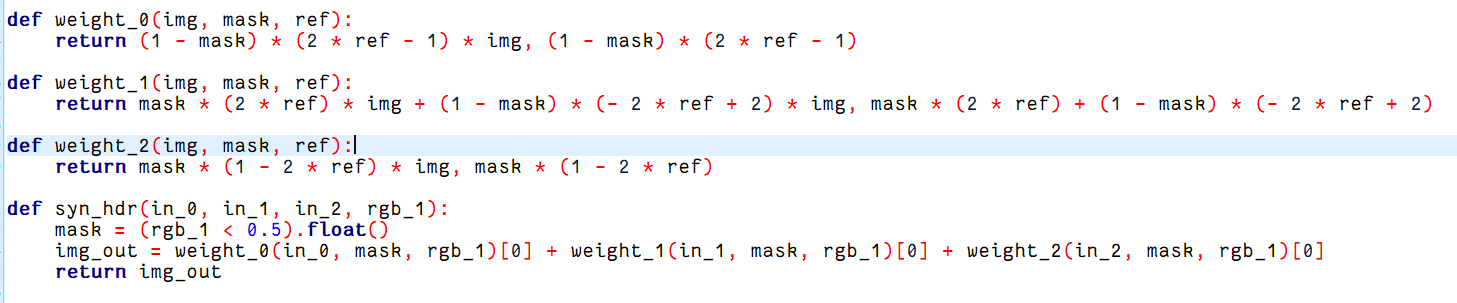 def weight_0(img, mask, ref):
    return (1 - mask) * (2 * ref - 1) * img, (1 - mask) * (2 * ref - 1)
def weight_1(img, mask, ref):
    return mask * (2 * ref) * img + (1 - mask) * (- 2 * ref + 2) * img, mask * (2 * ref) + (1 - mask) * (- 2 * ref + 2)
def weight_2(img, mask, ref):
    return mask * (1 - 2 * ref) * img, mask * (1 - 2 * ref)
def syn_hdr(in_0, in_1, in_2, rgb_1):
    mask = (rgb_1 < 0.5).float()
    img_out = weight_0(in_0, mask, rgb_1)[0] + weight_1(in_1, mask, rgb_1)[0] + weight_2(in_2, mask, rgb_1)[0]
    return img_out